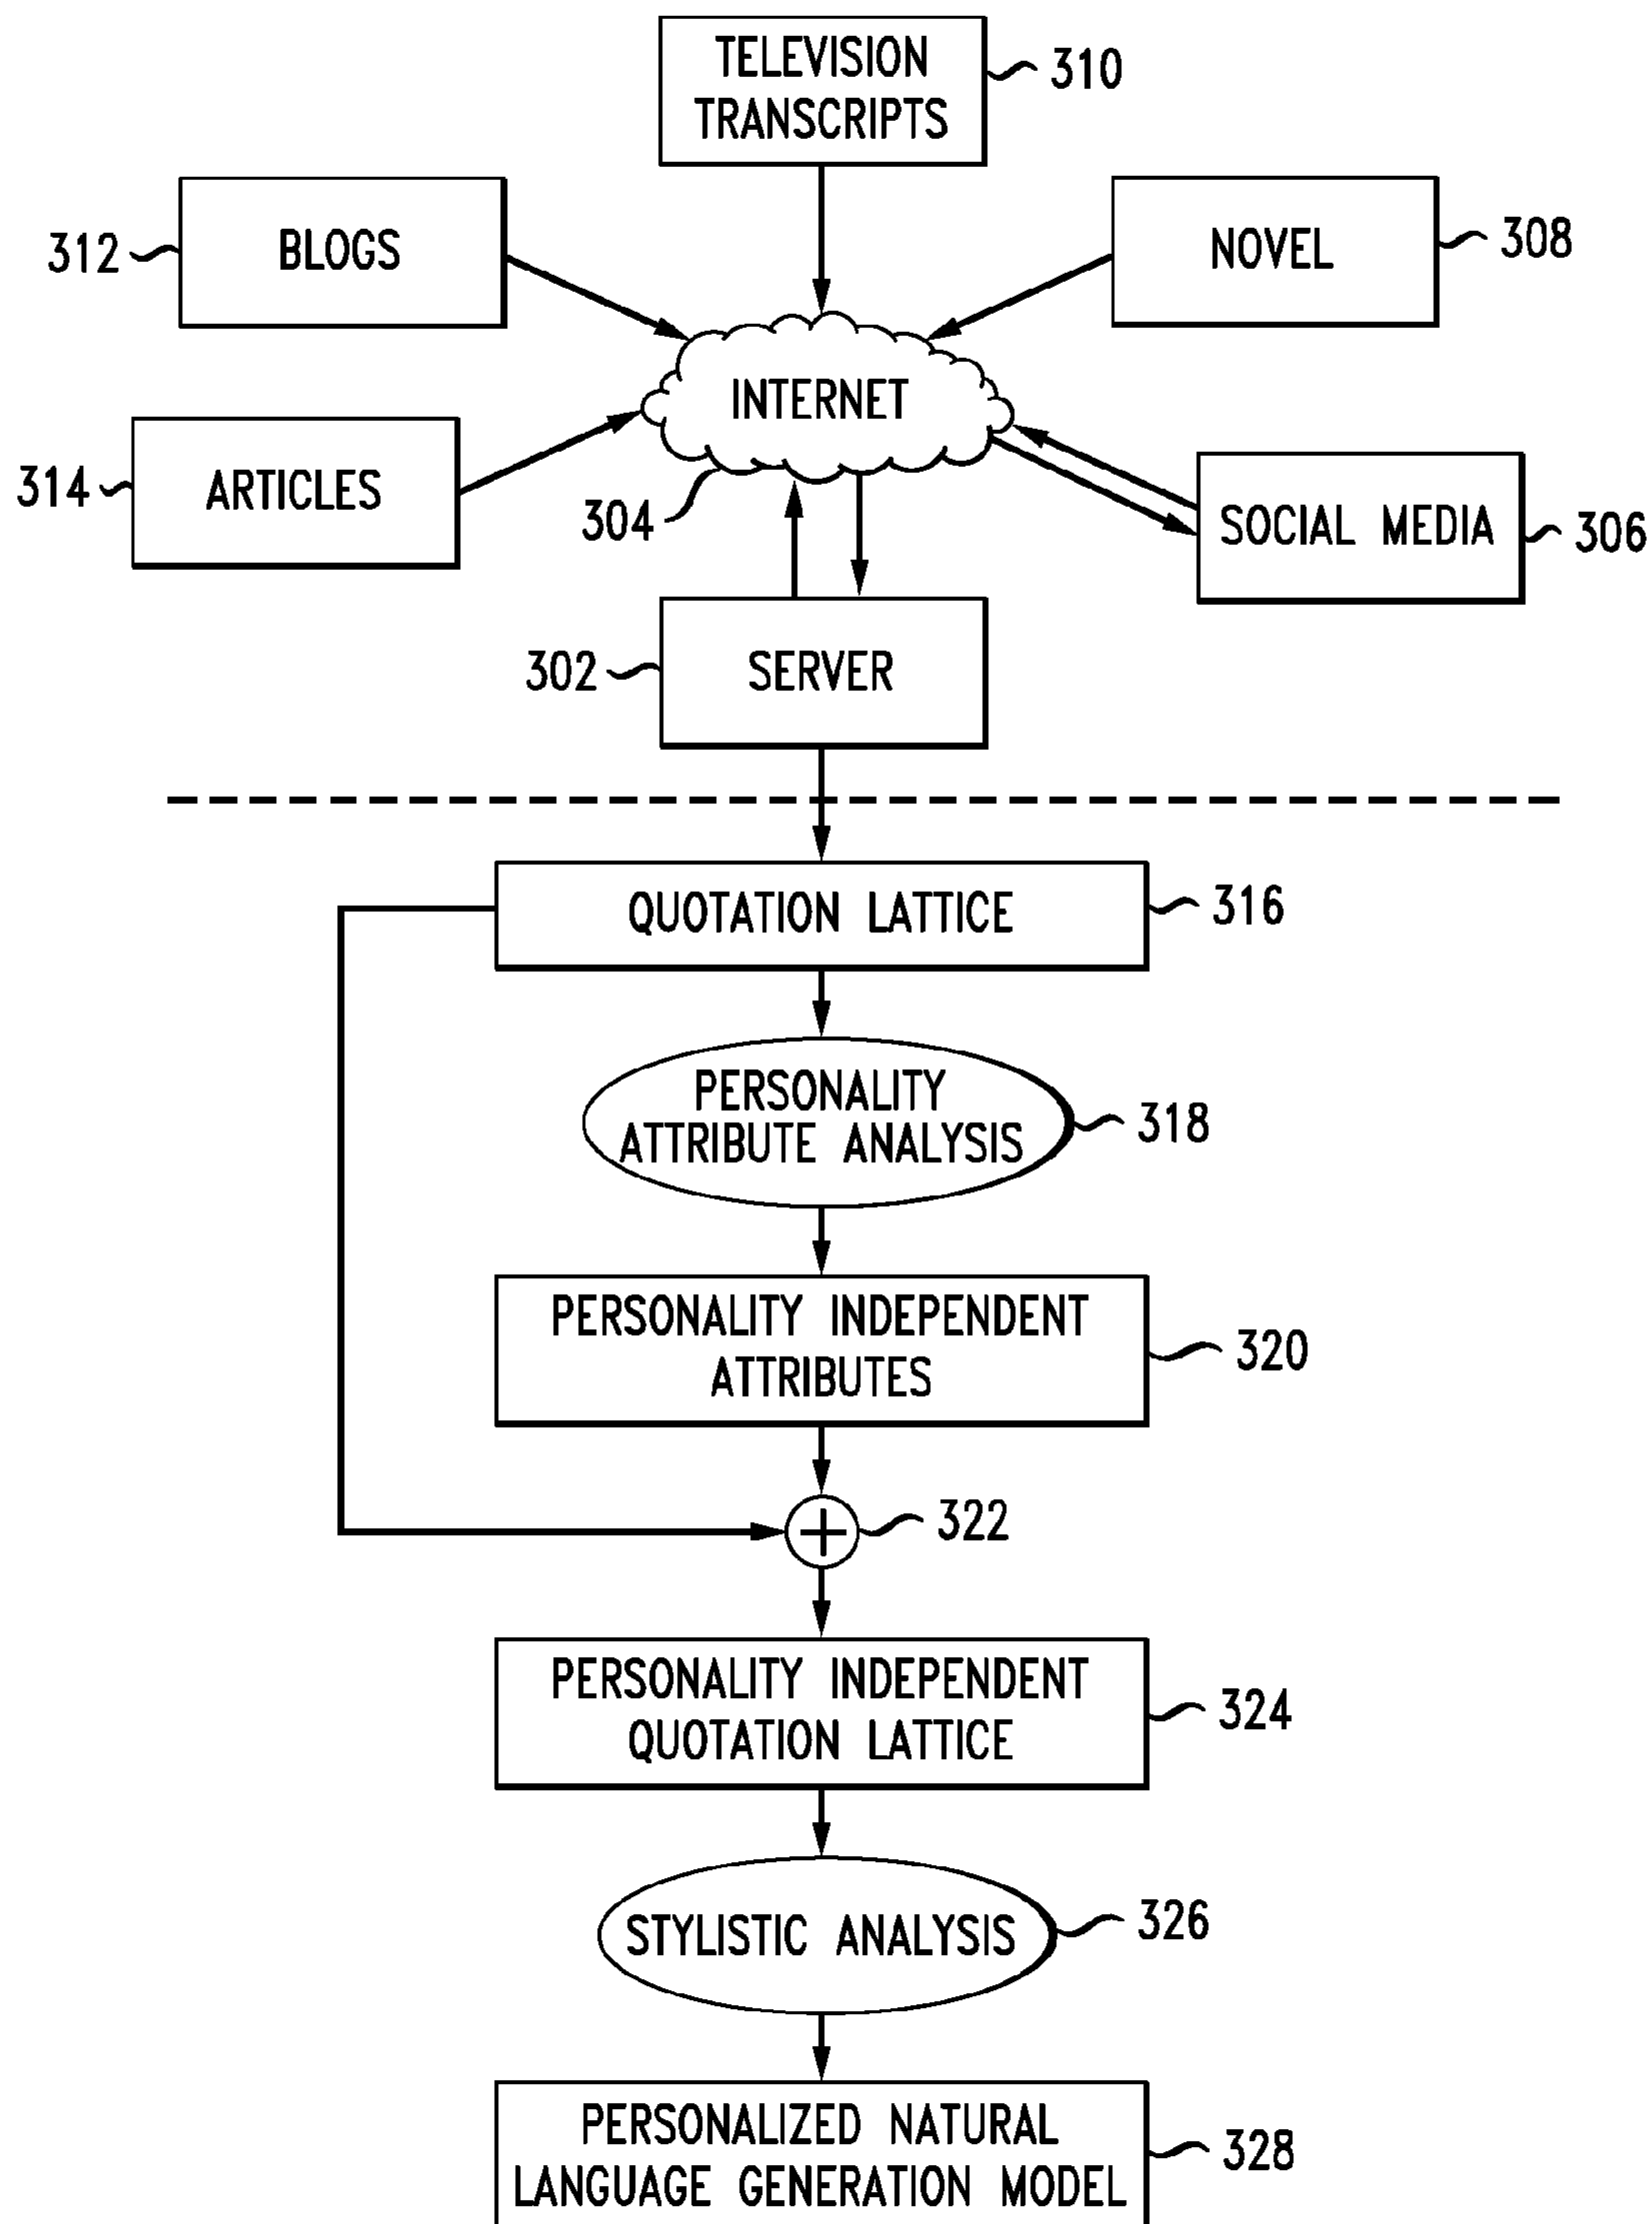 TELEVISION
TRANSCRIPTS
310
312
BLOGS
NOVEL
308
INTERNET
314
ARTICLES
304
SOCIAL MEDIA
306
302
SERVER
QUOTATION LATTICE
316
PERSONALITY
ATTRIBUTE ANALYSIS
318
PERSONALITY INDEPENDENT
ATTRIBUTES
320
+
322
PERSONALITY INDEPENDENT
QUOTATION LATTICE
324
STYLISTIC ANALYSIS
326
PERSONALIZED NATURAL
LANGUAGE GENERATION MODEL
328